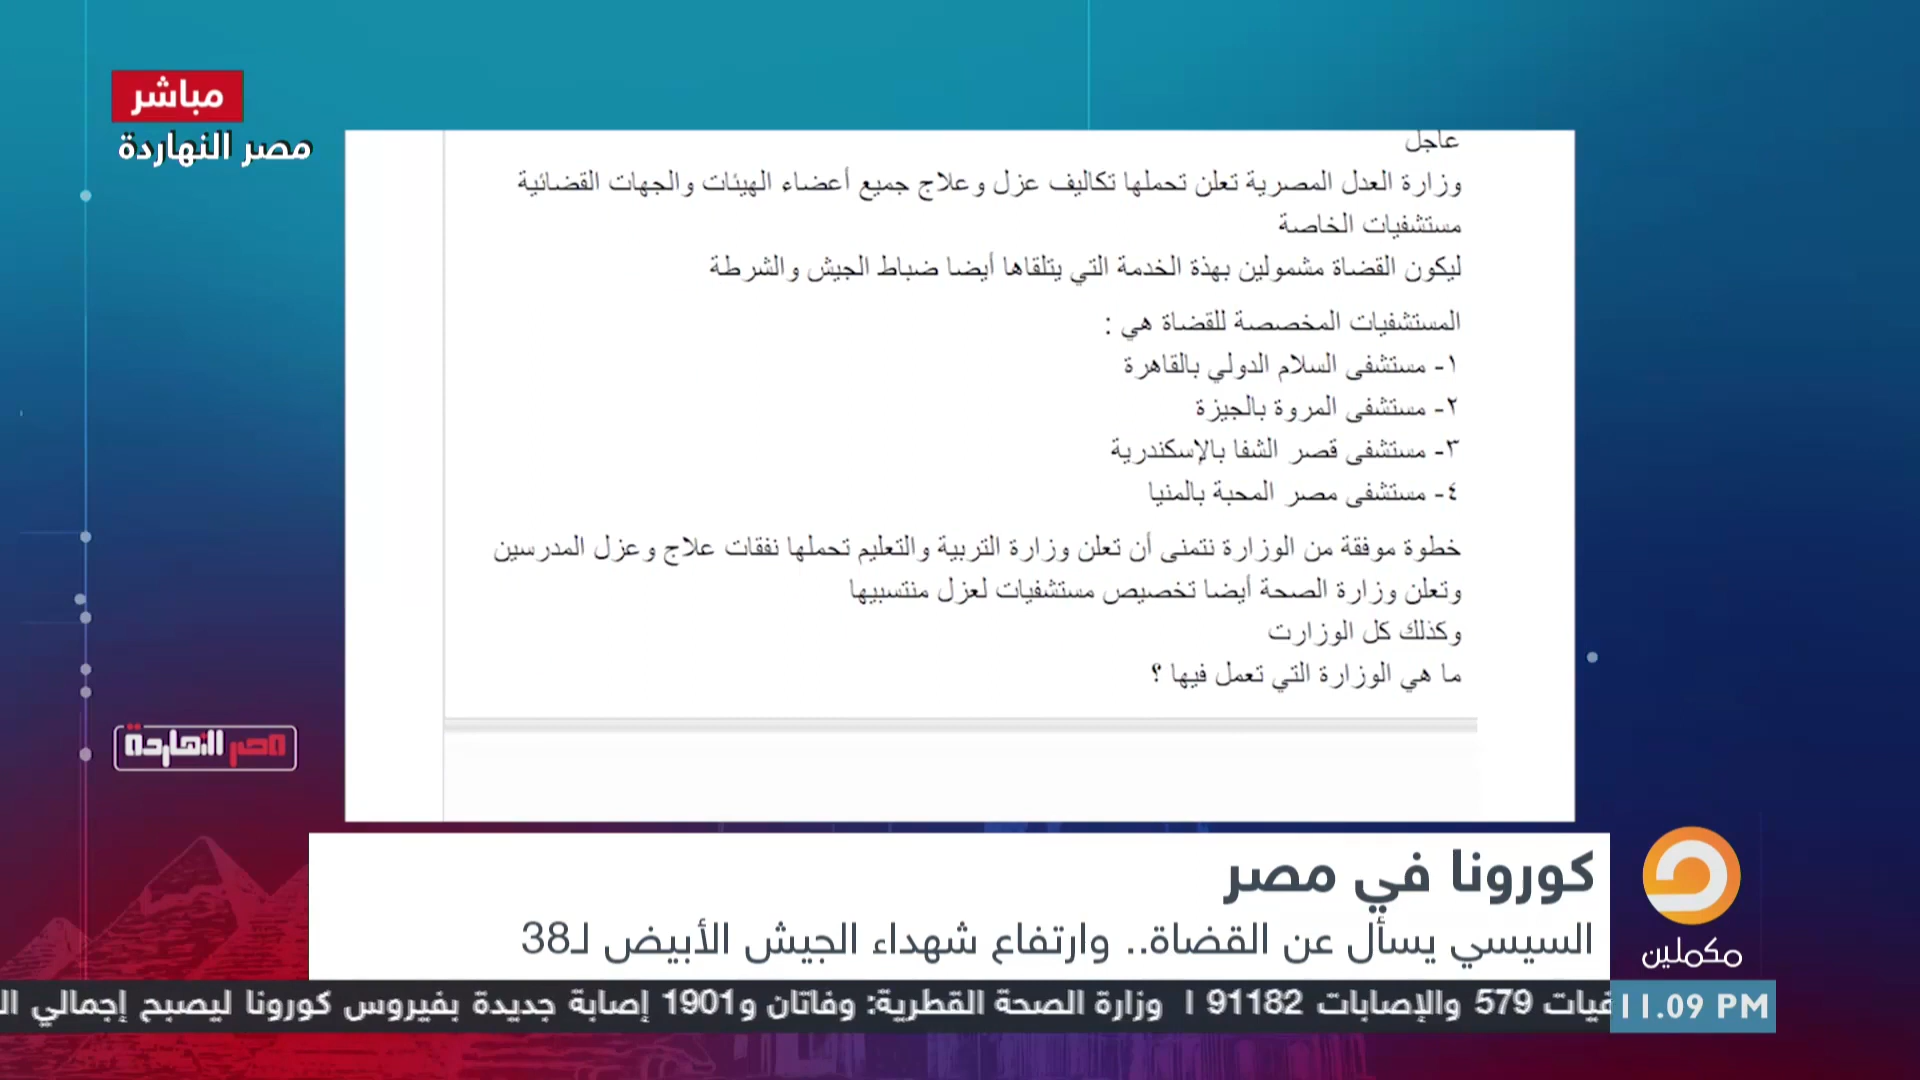 مباشر
مصر النهاردة
عاجل
وزارة العدل المصرية تعلن تحملها تكاليف عزل وعلاج جميع أعضاء الهيئات والجهات القضائية
مستشفيات الخاصة
ليكون القضاة مشمولين بهذة الخدمة التي يتلقاها أيضا ضباط الجيش والشرطة
المستشفيات المخصصة للقضاة هي :
١- مستشفى السلام الدولي بالقاهرة
٢- مستشفى المروة بالجيزة
٣- مستشفى قصر الشفا بالإسكندرية
٤- مستشفى مصر المحبة بالمنيا
خطوة موفقة من الوزارة نتمنى أن تعلن وزارة التربية والتعليم تحملها نفقات علاج وعزل المدرسين
وتعلن وزارة الصحة أيضا تخصيص مستشفيات لعزل منتسبيها
وكذلك كل الوزارت
ما هي الوزارة التي تعمل فيها ؟
مصر النهاردة
كورونا في مصر
السيسي يسأل عن القضاة.. وارتفاع شهداء الجيش الأبيض لـ38
مكملين
579 والإصابات 91182 | وزارة الصحة القطرية: وفاتان و1901 إصابة جديدة بفيروس كورونا ليصبح إجمالي
11.09 PM